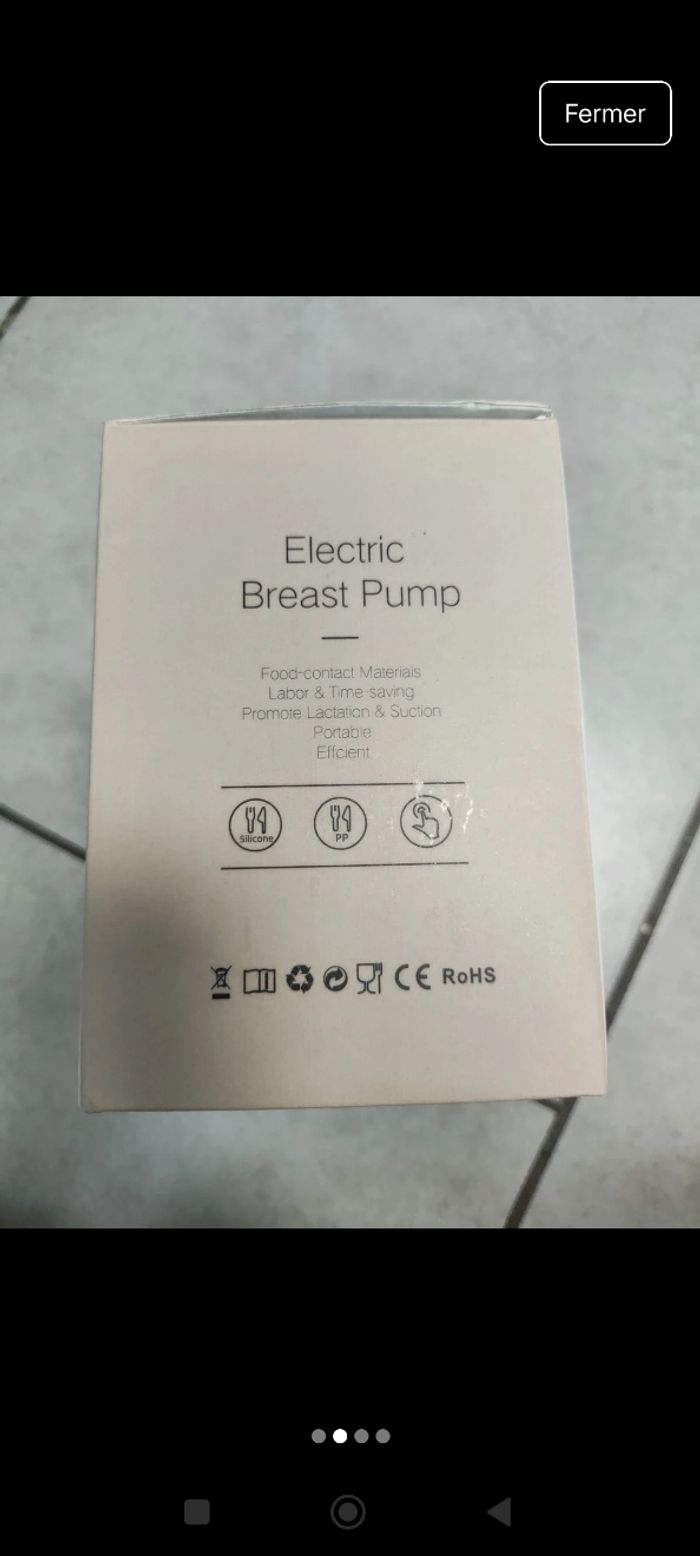 Fermer
Electric
Breast Pump
Food-contact Materials
Labor & Time-saving
Promote Lactation & Suction
Portable
Effcient
Silicone
PP
CE RoHS